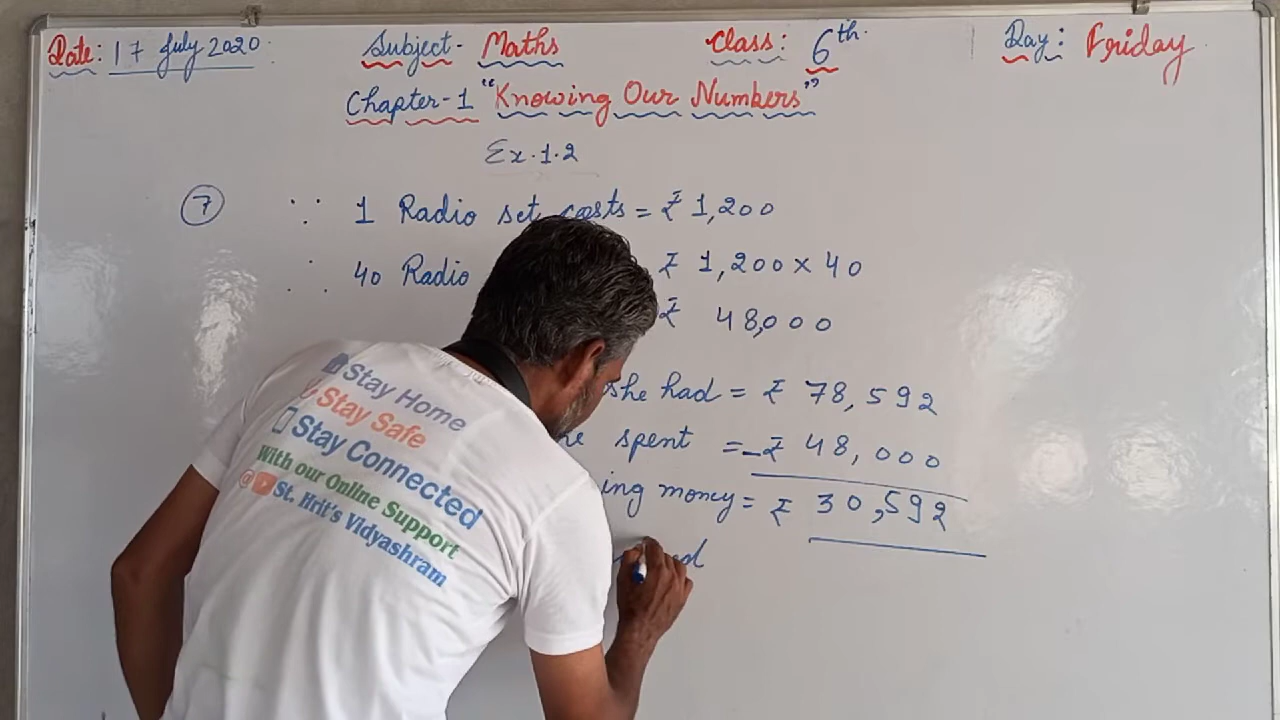 Date: 17 July 2020 Subject- Maths Class: 6th. Day: Friday
Chapter-1 "Knowing Our Numbers"
Ex.1.2
7 ∵ 1 Radio set costs = ₹ 1,200
∴ 40 Radio ₹ 1,200 × 40
₹ 48,000
she had = ₹ 78,592
spent = -₹ 48,000
money = ₹ 30,592
Stay Home
Stay Safe
Stay Connected
With our Online Support
@ St. Hrit's Vidyashram